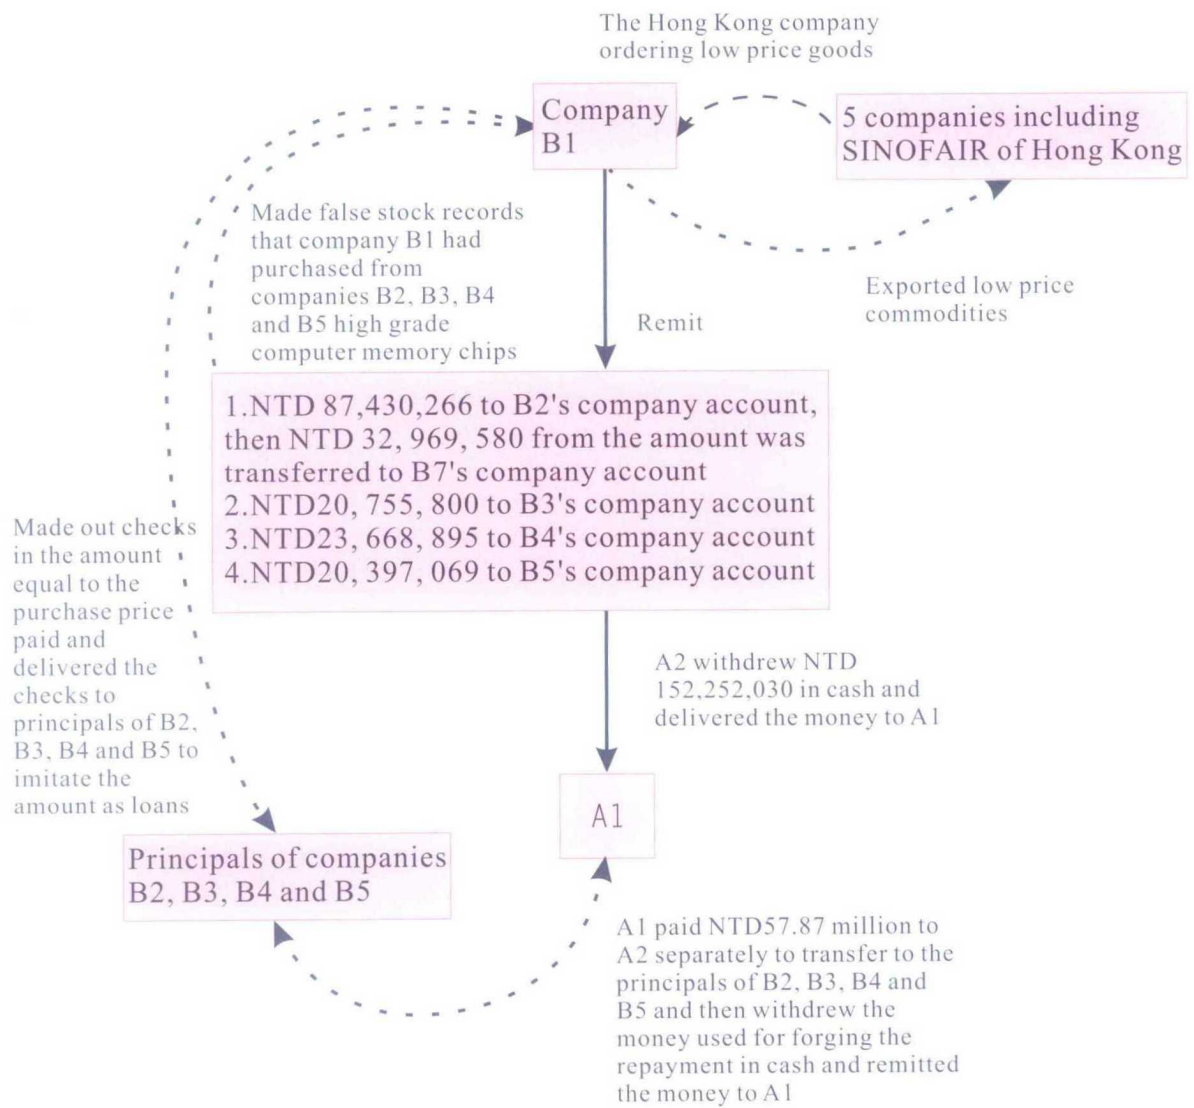 The Hong Kong company
ordering low price goods
Company
B1
5 companies including
SINOFAIR of Hong Kong
Made false stock records
that company B1 had
purchased from
companies B2, B3, B4
and B5 high grade
computer memory chips
Remit
Exported low price
commodities
1.NTD 87,430,266 to B2's company account,
then NTD 32, 969, 580 from the amount was
transferred to B7's company account
2.NTD20, 755, 800 to B3's company account
3.NTD23, 668, 895 to B4's company account
4.NTD20, 397, 069 to B5's company account
Made out checks
in the amount
equal to the
purchase price
paid and
delivered the
checks to
principals of B2,
B3, B4 and B5 to
imitate the
amount as loans
A2 withdrew NTD
152,252,030 in cash and
delivered the money to A1
A1
Principals of companies
B2, B3, B4 and B5
A1 paid NTD57.87 million to
A2 separately to transfer to the
principals of B2, B3, B4 and
B5 and then withdrew the
money used for forging the
repayment in cash and remitted
the money to A1